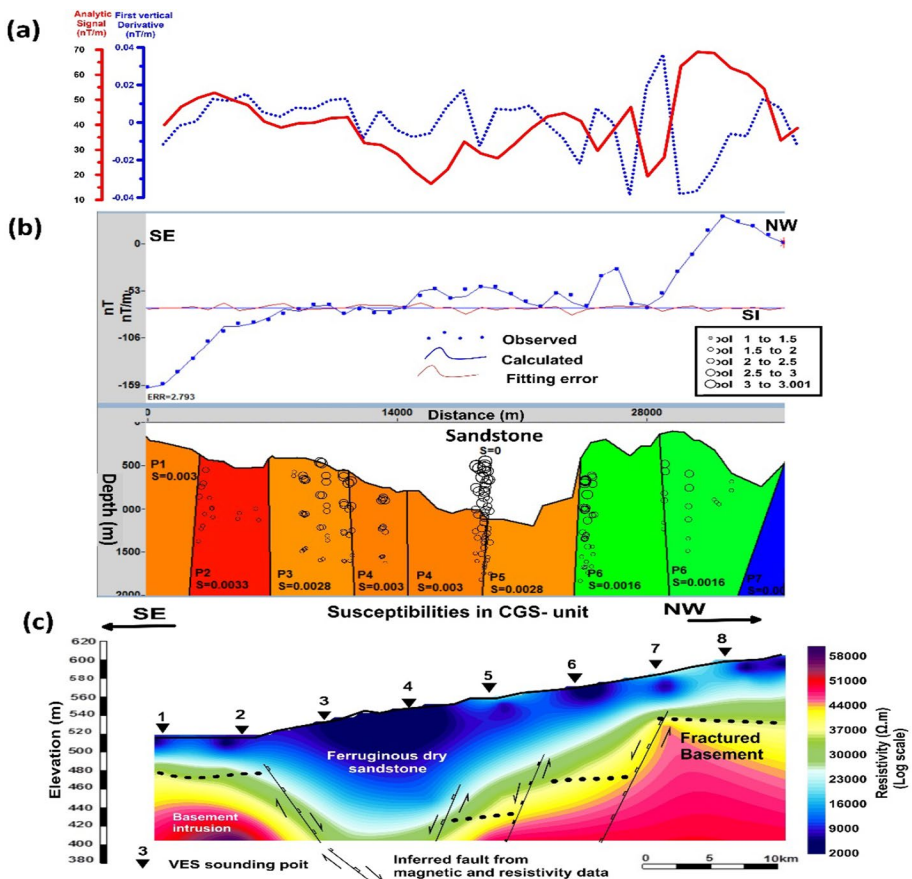 (a)
Analytic
Signal
(nT/m)
First vertical
Derivative
(nT/m)
70
60
50
40
30
20
10
0.04
0.02
0
-0.02
-0.04
(b)
SE
NW
0
-53
-106
-159
nT
nT/m
SI
Observed
Calculated
Fitting error
ool 1 to 1.5
ool 1.5 to 2
ool 2 to 2.5
ool 2.5 to 3
ool 3 to 3.001
ERR=2.793
0
14000
Distance (m)
28000
Sandstone
S=0
500
000
1500
2000
Depth (m)
P1
S=0.003
P2
S=0.0033
P3
S=0.0028
P4
S=0.003
P4
S=0.003
P5
S=0.0028
P6
S=0.0016
P6
S=0.0016
P7
Susceptibilities in CGS- unit
(c)
SE
NW
620
600
580
560
540
520
500
480
460
440
420
400
380
Elevation (m)
1
2
3
4
5
6
7
8
Ferruginous dry
sandstone
Fractured
Basement
Basement
intrusion
58000
51000
44000
37000
30000
23000
16000
9000
2000
Resistivity (Ω.m)
(Log scale)
3
VES sounding poit
Inferred fault from
magnetic and resistivity data
0 5 10km